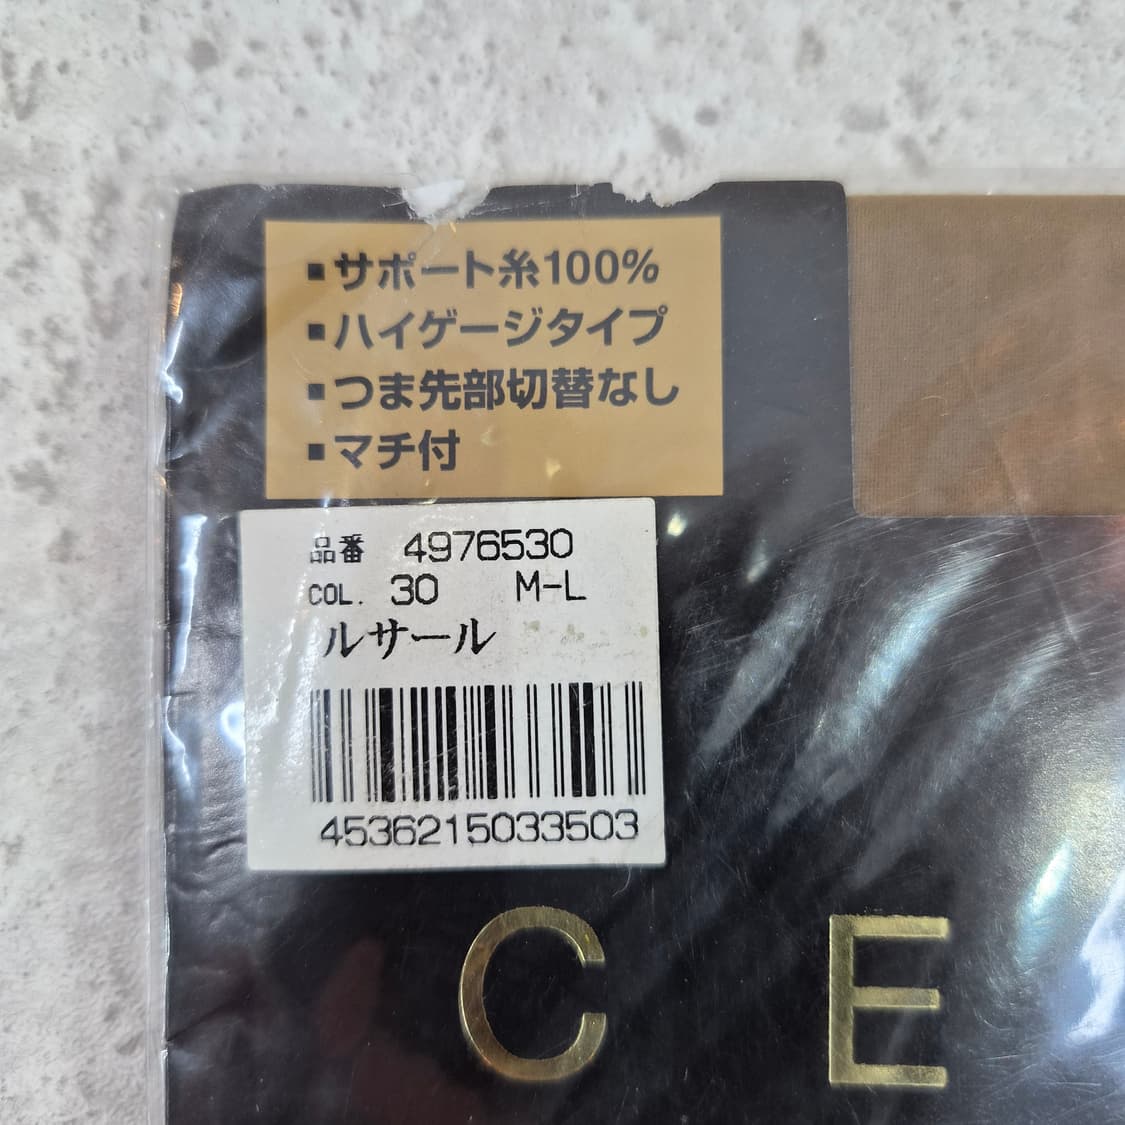 ■サポート糸100%
■ハイゲージタイプ
■つま先部切替なし
■マチ付
品番 4976530
COL. 30 M-L
ルサール
4536215033503
C E